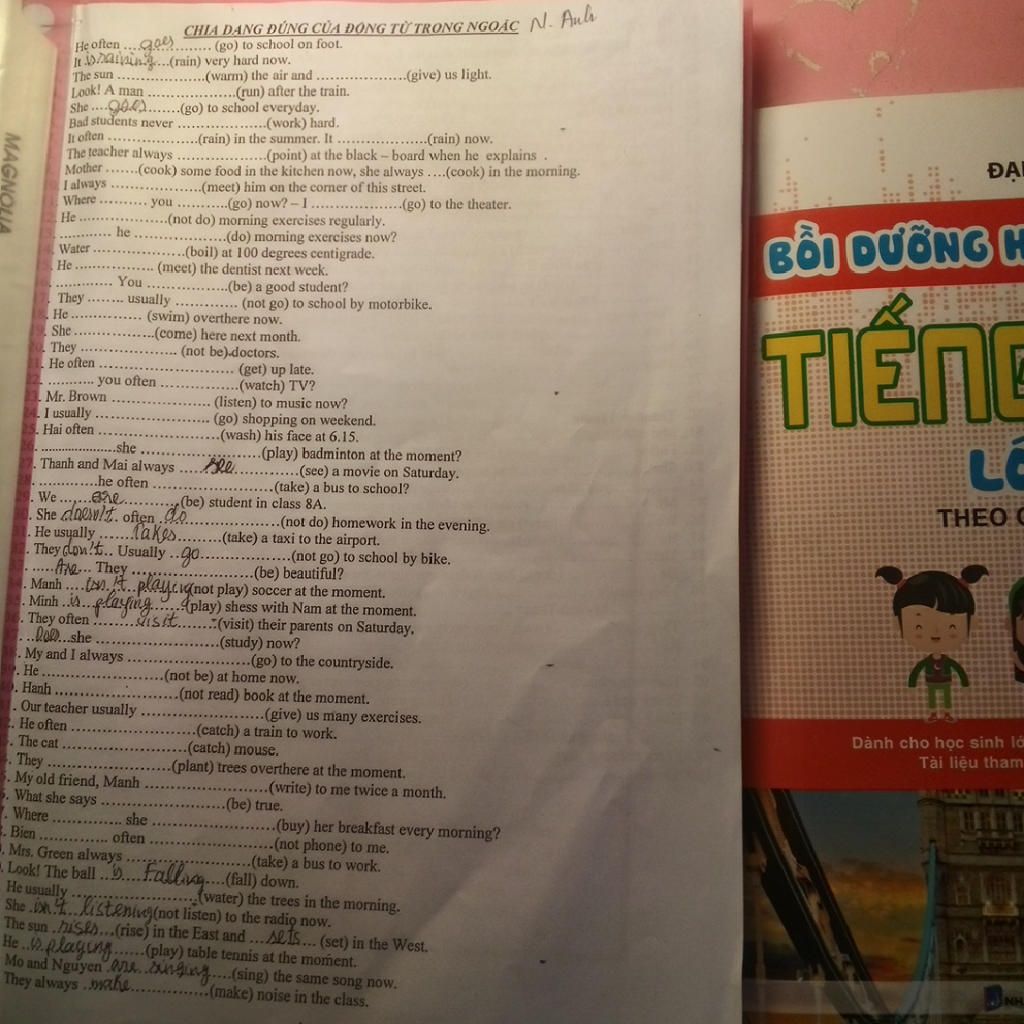 CHIA DẠNG ĐÚNG CỦA ĐỘNG TỪ TRONG NGOẶC N. Anh
He often ....goes......... (go) to school on foot.
It is raining....(rain) very hard now.
The sun ...................(warm) the air and ...................(give) us light.
Look! A man ...................(run) after the train.
She ....goes........(go) to school everyday.
Bad students never ...................(work) hard.
It often ...................(rain) in the summer. It ...................(rain) now.
The teacher always ...................(point) at the black – board when he explains .
Mother .......(cook) some food in the kitchen now, she always ....(cook) in the morning.
I always ...................(meet) him on the corner of this street.
Where........... you ............(go) now? – I ...................(go) to the theater.
He ...................(not do) morning exercises regularly.
............ he ...................(do) morning exercises now?
Water ...................(boil) at 100 degrees centigrade.
He ................. (meet) the dentist next week.
............. You .................(be) a good student?
They ........ usually ............. (not go) to school by motorbike.
He .............. (swim) overthere now.
She .................(come) here next month.
They ..................... (not be).doctors.
He often ............................. (get) up late.
........... you often .................(watch) TV?
Mr. Brown ..................... (listen) to music now?
24. I usually ......................... (go) shopping on weekend.
25. Hai often ..........................(wash) his face at 6.15.
...................she ..........................(play) badminton at the moment?
27. Thanh and Mai always .....see..............(see) a movie on Saturday.
..............he often ..........................(take) a bus to school?
29. We .......are............(be) student in class 8A.
30. She doesn't. often .do....................(not do) homework in the evening.
. He usually ........takes..........(take) a taxi to the airport.
. They don't.. Usually ..go...................(not go) to school by bike.
. .....Are... They ..........................(be) beautiful?
. Manh ....isn't playing(not play) soccer at the moment.
. Minh ..is playing.......(play) shess with Nam at the moment.
They often .........visit.......:(visit) their parents on Saturday,
she ..........................(study) now?
. My and I always ..........................(go) to the countryside.
. He ..........................(not be) at home now.
. Hanh ..........................(not read) book at the moment.
. Our teacher usually ..........................(give) us many exercises.
. He often ..........................(catch) a train to work.
. The cat ..........................(catch) mouse.
. They ..........................(plant) trees overthere at the moment.
. My old friend, Manh ..........................(write) to me twice a month.
. What she says ..........................(be) true.
. Where .............. she ..........................(buy) her breakfast every morning?
. Bien .............. often ..........................(not phone) to me.
. Mrs. Green always ..........................(take) a bus to work.
. Look! The ball ..is....Falling....(fall) down.
He usually ..........................(water) the trees in the morning.
She .isn't..listening(not listen) to the radio now.
The sun .rises...(rise) in the East and ...sets... (set) in the West.
He ..is playing......(play) table tennis at the moment.
Mo and Nguyen are singing.....(sing) the same song now.
They always ..make................(make) noise in the class.
MAGNOLIA
ĐẠI
BỒI DƯỠNG H
TIẾNG
LỚ
THEO C
Dành cho học sinh lớ
Tài liệu tham